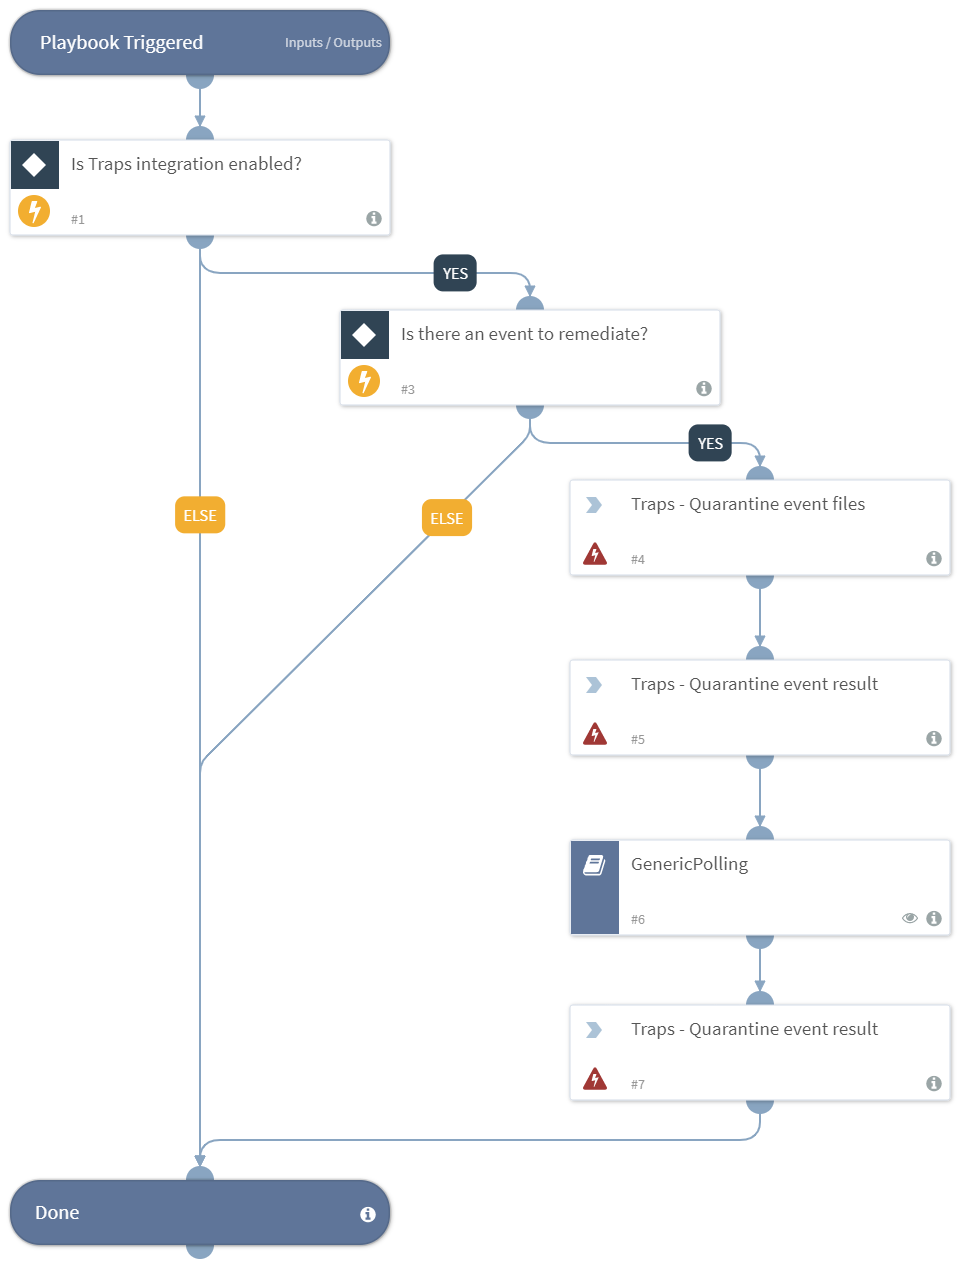 Playbook Triggered
Inputs / Outputs
Is Traps integration enabled?
#1
YES
Is there an event to remediate?
#3
YES
ELSE
ELSE
Traps - Quarantine event files
#4
Traps - Quarantine event result
#5
GenericPolling
#6
Traps - Quarantine event result
#7
Done